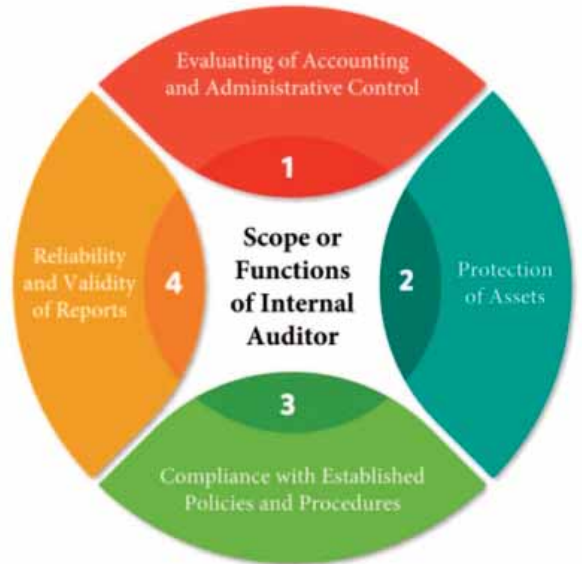 Evaluating of Accounting
and Administrative Control
1
Scope or
Functions
of Internal
Auditor
2
Protection
of Assets
3
Compliance with Established
Policies and Procedures
4
Reliability
and Validity
of Reports